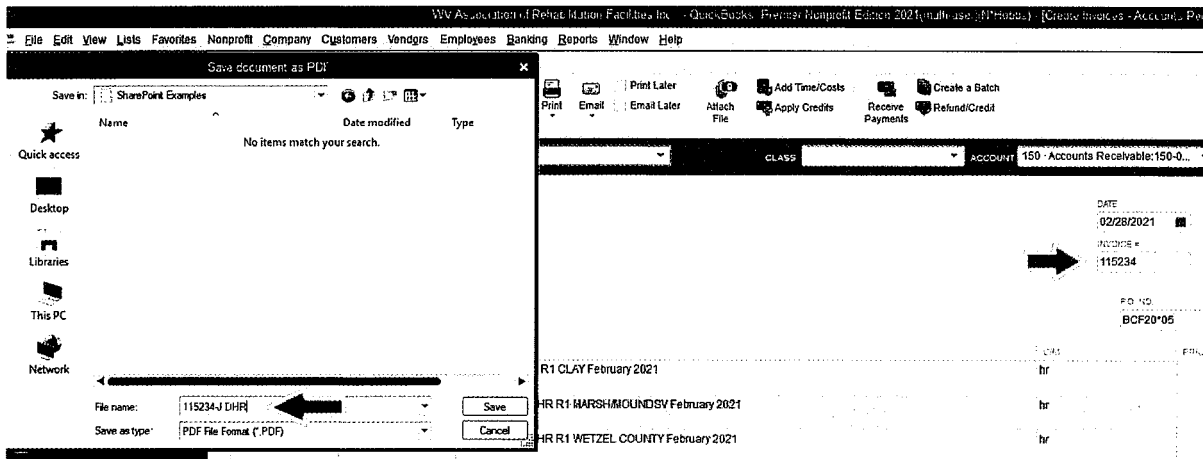 WV Association of Rehabilitation Facilities Inc. - QuickBooks: Premier Nonprofit Edition 2021 - [Create Invoices - Accounts
File Edit View Lists Favorites Nonprofit Company Customers Vendors Employees Banking Reports Window Help
Save document as PDF
Save in: SharePoint Examples
Name Date modified Type
No items match your search.
Quick access
Desktop
Libraries
This PC
Network
File name: 115234-J DHR
Save
Save as type: PDF File Format (*.PDF)
Cancel
Print Email
Print Later
Email Later
Attach File
Add Time/Costs
Apply Credits
Receive Payments
Create a Batch
Refund/Credit
CLASS
ACCOUNT 150 · Accounts Receivable:150-0...
DATE
02/28/2021
INVOICE #
115234
P.O. NO.
BCF20*05
R1 CLAY February 2021 hr
HR R1 MARSH/MOUNDSV February 2021 hr
HR R1 WETZEL COUNTY February 2021 hr